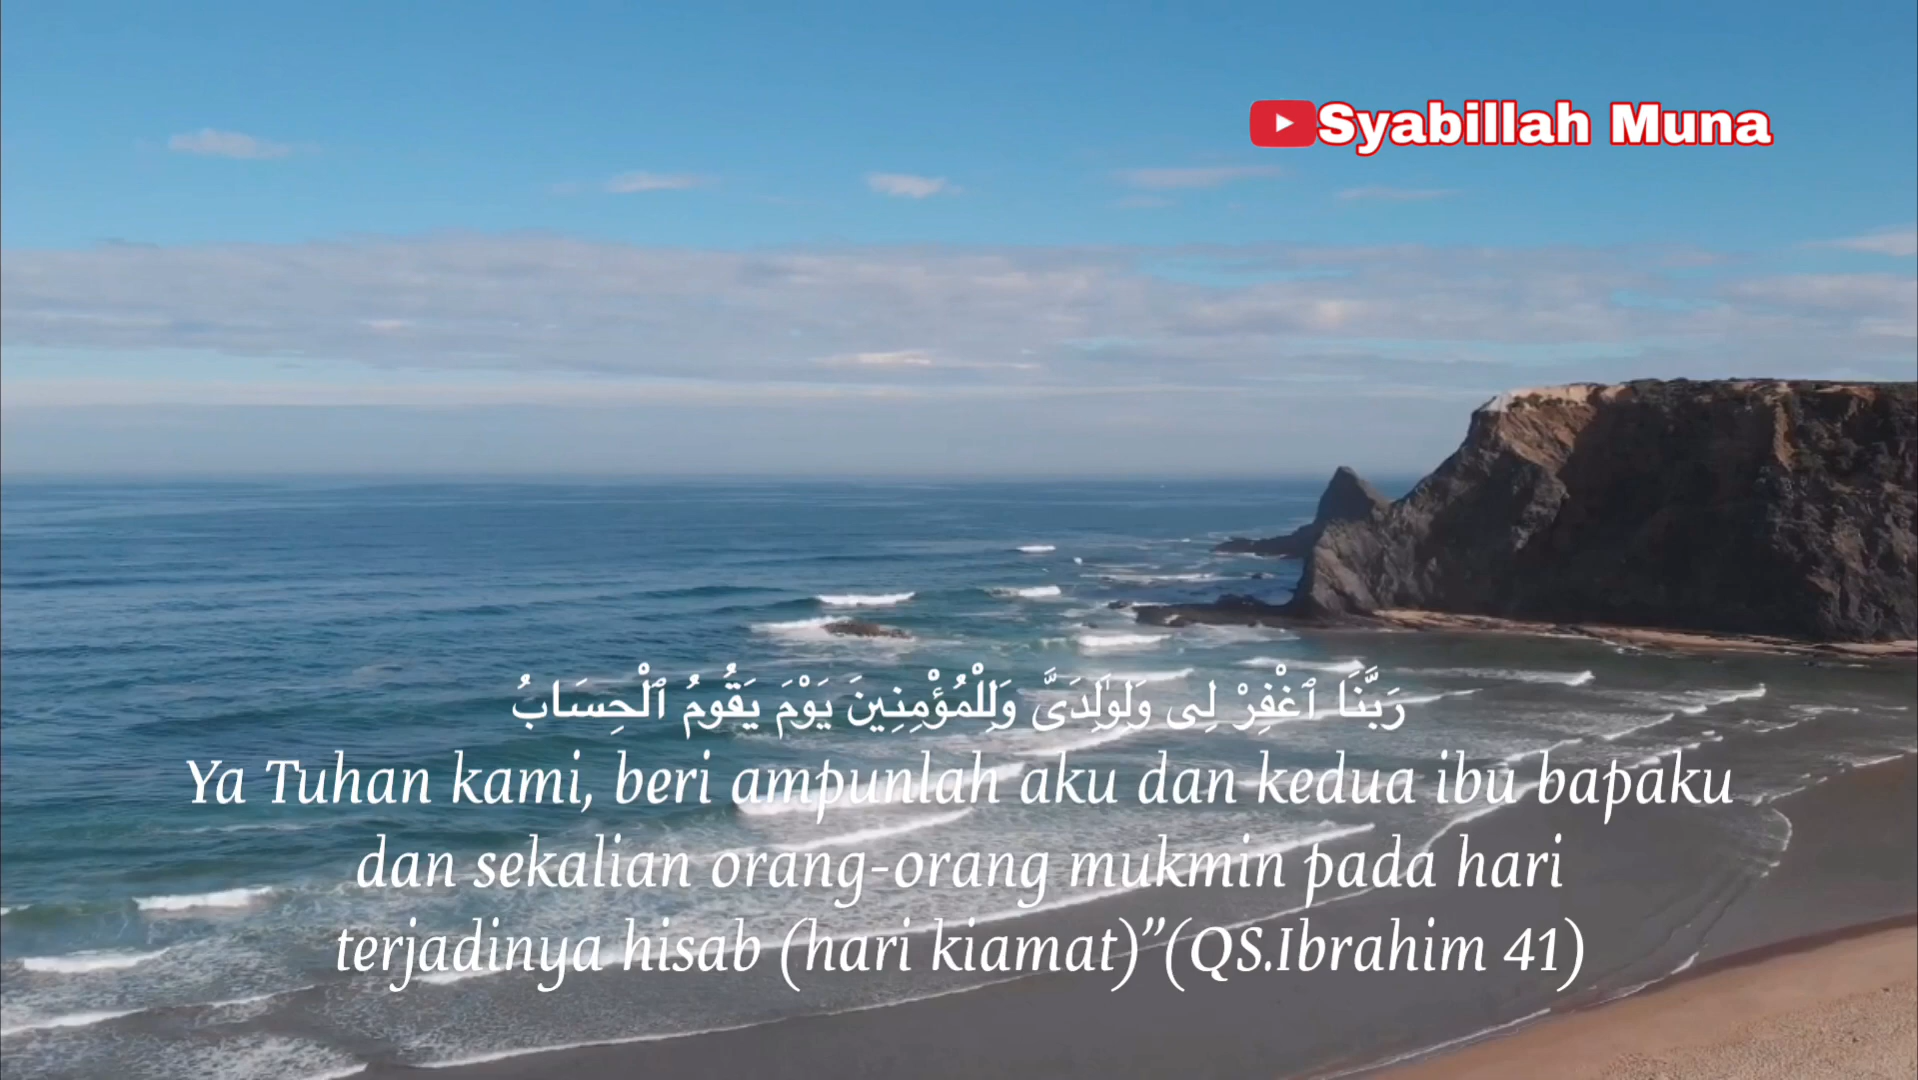 Syabillah Muna
رَبَّنَا ٱغْفِرْ لِى وَلِوَٰلِدَىَّ وَلِلْمُؤْمِنِينَ يَوْمَ يَقُومُ ٱلْحِسَابُ
Ya Tuhan kami, beri ampunlah aku dan kedua ibu bapaku
dan sekalian orang-orang mukmin pada hari
terjadinya hisab (hari kiamat)”(QS.Ibrahim 41)